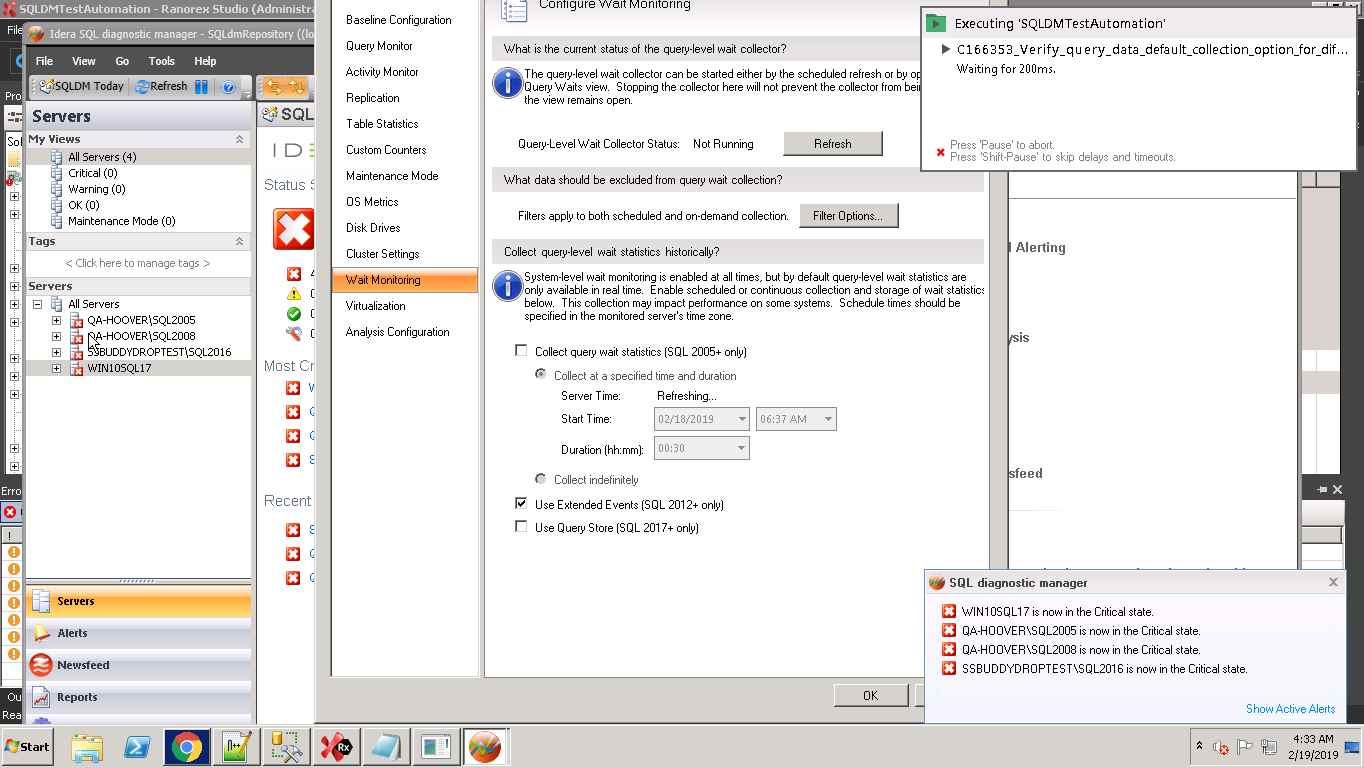 SQLDMTestAutomation - Ranorex Studio (Administra
Idera SQL diagnostic manager - SQLdmRepository ((lo
File View Go Tools Help
SQLDM Today Refresh
Servers
My Views
All Servers (4)
Critical (0)
Warning (0)
OK (0)
Maintenance Mode (0)
Tags
< Click here to manage tags >
Servers
All Servers
QA-HOOVER\SQL2005
QA-HOOVER\SQL2008
SSBUDDYDROPTEST\SQL2016
WIN10SQL17
Servers
Alerts
Newsfeed
Reports
Fil
Pro
Sol
Erro
!
Ou
Rea
SQL
IDE
Status S
Most Cr
Recent
Baseline Configuration
Query Monitor
Activity Monitor
Replication
Table Statistics
Custom Counters
Maintenance Mode
OS Metrics
Disk Drives
Cluster Settings
Wait Monitoring
Virtualization
Analysis Configuration
Configure Wait Monitoring
What is the current status of the query-level wait collector?
The query-level wait collector can be started either by the scheduled refresh or by op
Query Waits view. Stopping the collector here will not prevent the collector from bein
the view remains open.
Query-Level Wait Collector Status: Not Running Refresh
What data should be excluded from query wait collection?
Filters apply to both scheduled and on-demand collection. Filter Options...
Collect query-level wait statistics historically?
System-level wait monitoring is enabled at all times, but by default query-level wait statistics are
only available in real time. Enable scheduled or continuous collection and storage of wait statistics
below. This collection may impact performance on some systems. Schedule times should be
specified in the monitored server's time zone.
Collect query wait statistics (SQL 2005+ only)
Collect at a specified time and duration
Server Time: Refreshing...
Start Time: 02/18/2019 06:37 AM
Duration (hh:mm): 00:30
Collect indefinitely
Use Extended Events (SQL 2012+ only)
Use Query Store (SQL 2017+ only)
OK
Executing 'SQLDMTestAutomation'
C166353_Verify_query_data_default_collection_option_for_dif...
Waiting for 200ms.
Press 'Pause' to abort.
Press 'Shift-Pause' to skip delays and timeouts.
l Alerting
ysis
sfeed
SQL diagnostic manager
WIN10SQL17 is now in the Critical state.
QA-HOOVER\SQL2005 is now in the Critical state.
QA-HOOVER\SQL2008 is now in the Critical state.
SSBUDDYDROPTEST\SQL2016 is now in the Critical state.
Show Active Alerts
Start
4:33 AM
2/19/2019